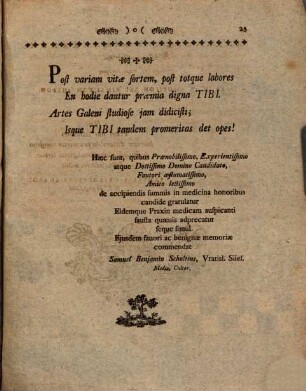 ) o ( 23
Post variam vitæ sortem, post totque labores
En hodie dantur præmia digna TIBI.
Artes Galeni studiose jam didicisti;
Isque TIBI tandem promeritas det opes!
Hæc sunt, quibus Prænobilissimo, Experientissimo
atque Doctissimo Domino Candidato,
Fautori æstumatissimo,
Amico lectissimo
de accipiendis summis in medicina honoribus
candide gratulatur
Eidemque Praxin medicam auspicanti
fausta quævis adprecatur
seque simul
Ejusdem favori ac benignæ memoriæ
commendat
Samuel Benjamin Scholtzius, Vratisl. Siles.
Medic. Cultor.